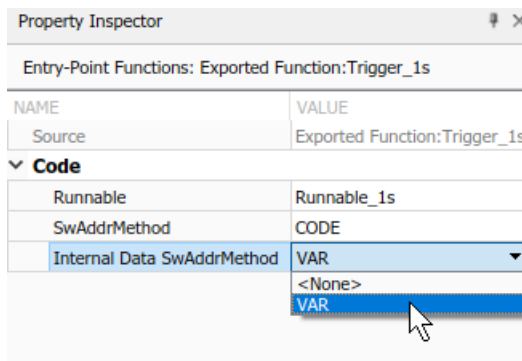 Property Inspector
Entry-Point Functions: Exported Function:Trigger_1s
NAME VALUE
Source Exported Function:Trigger_1s
Code
Runnable Runnable_1s
SwAddrMethod CODE
Internal Data SwAddrMethod VAR
<None>
VAR